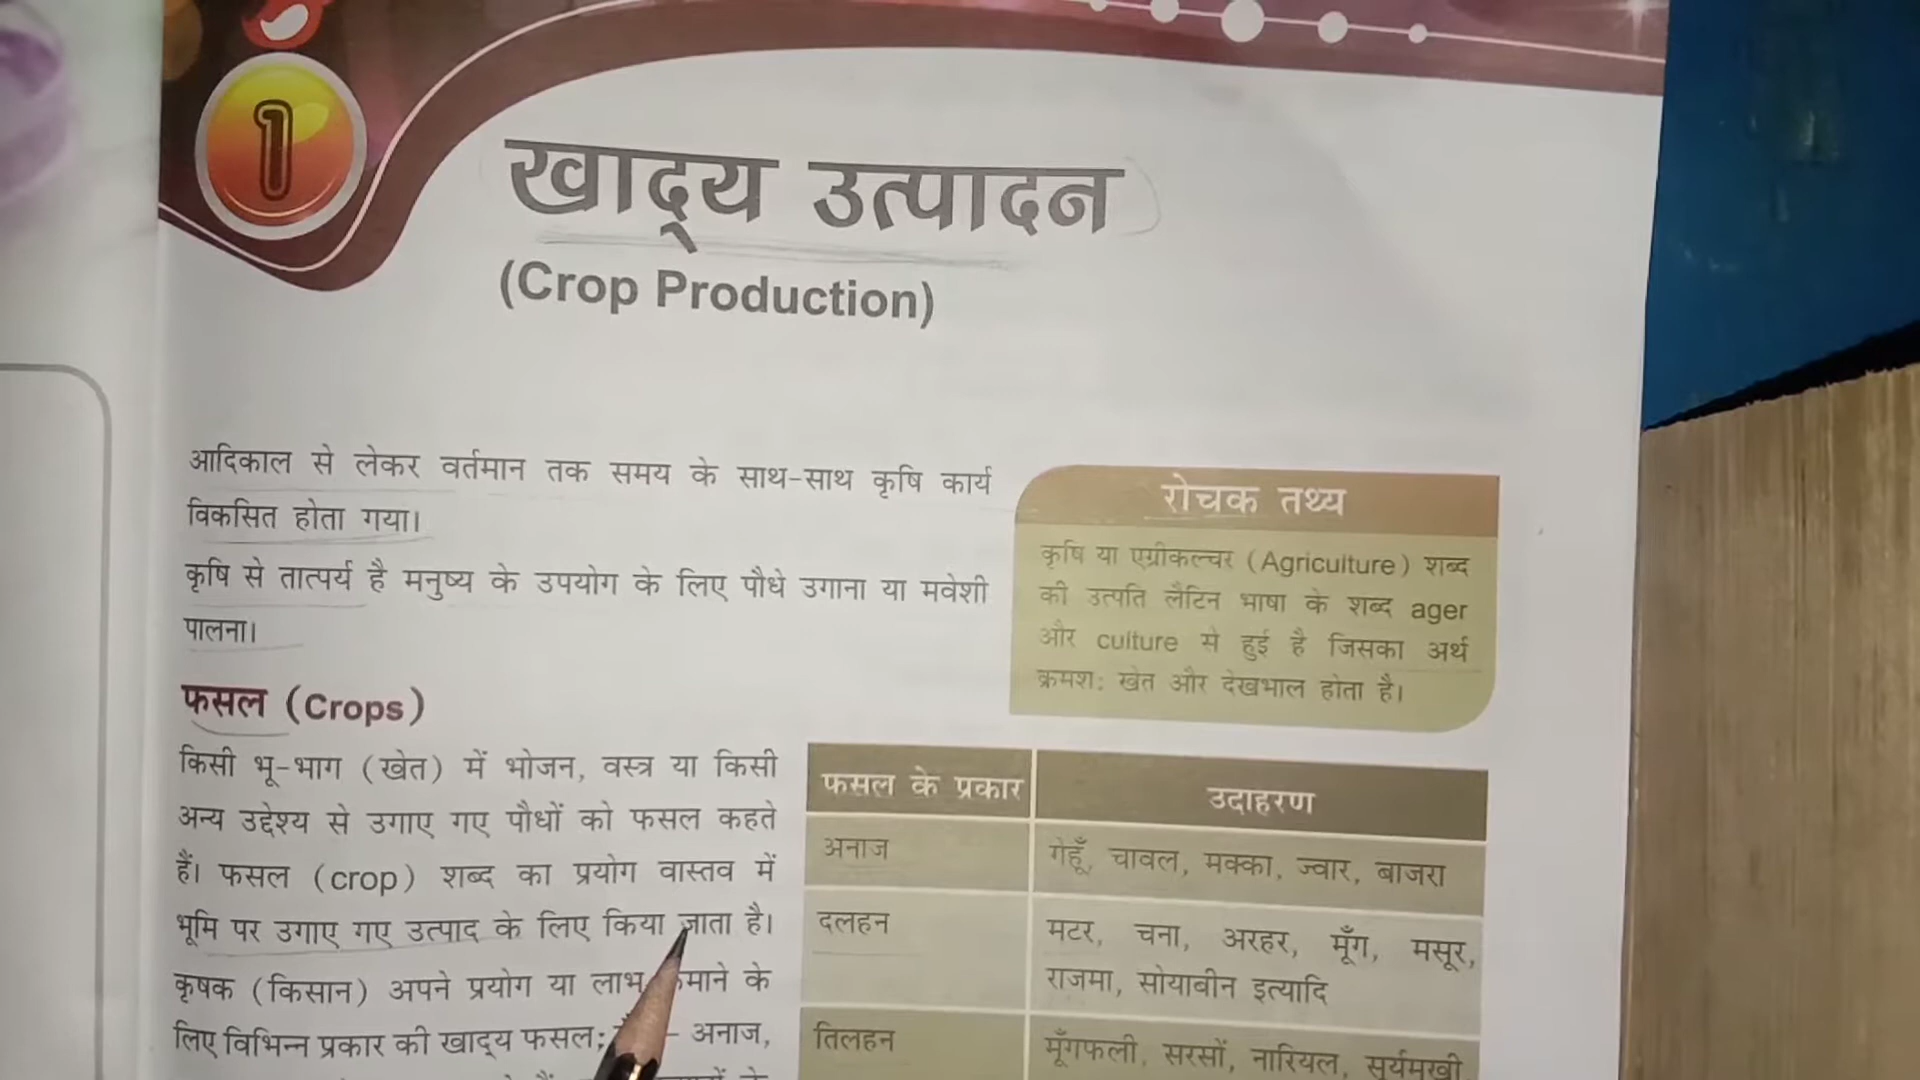 1
खाद्य उत्पादन
(Crop Production)
आदिकाल से लेकर वर्तमान तक समय के साथ-साथ कृषि कार्य
विकसित होता गया।
कृषि से तात्पर्य है मनुष्य के उपयोग के लिए पौधे उगाना या मवेशी
पालना।
रोचक तथ्य
कृषि या एग्रीकल्चर (Agriculture) शब्द
की उत्पति लैटिन भाषा के शब्द ager
और culture से हुई है जिसका अर्थ
क्रमश: खेत और देखभाल होता है।
फसल (Crops)
किसी भू-भाग (खेत) में भोजन, वस्त्र या किसी
अन्य उद्देश्य से उगाए गए पौधों को फसल कहते
हैं। फसल (crop) शब्द का प्रयोग वास्तव में
भूमि पर उगाए गए उत्पाद के लिए किया जाता है।
कृषक (किसान) अपने प्रयोग या लाभ के
लिए विभिन्न प्रकार की खाद्य फसल; – अनाज,
फसल के प्रकार उदाहरण
अनाज गेहूँ, चावल, मक्का, ज्वार, बाजरा
दलहन मटर, चना, अरहर, मूँग, मसूर,
राजमा, सोयाबीन इत्यादि
तिलहन मूँगफली, सरसों, नारियल, सूर्यमुखी